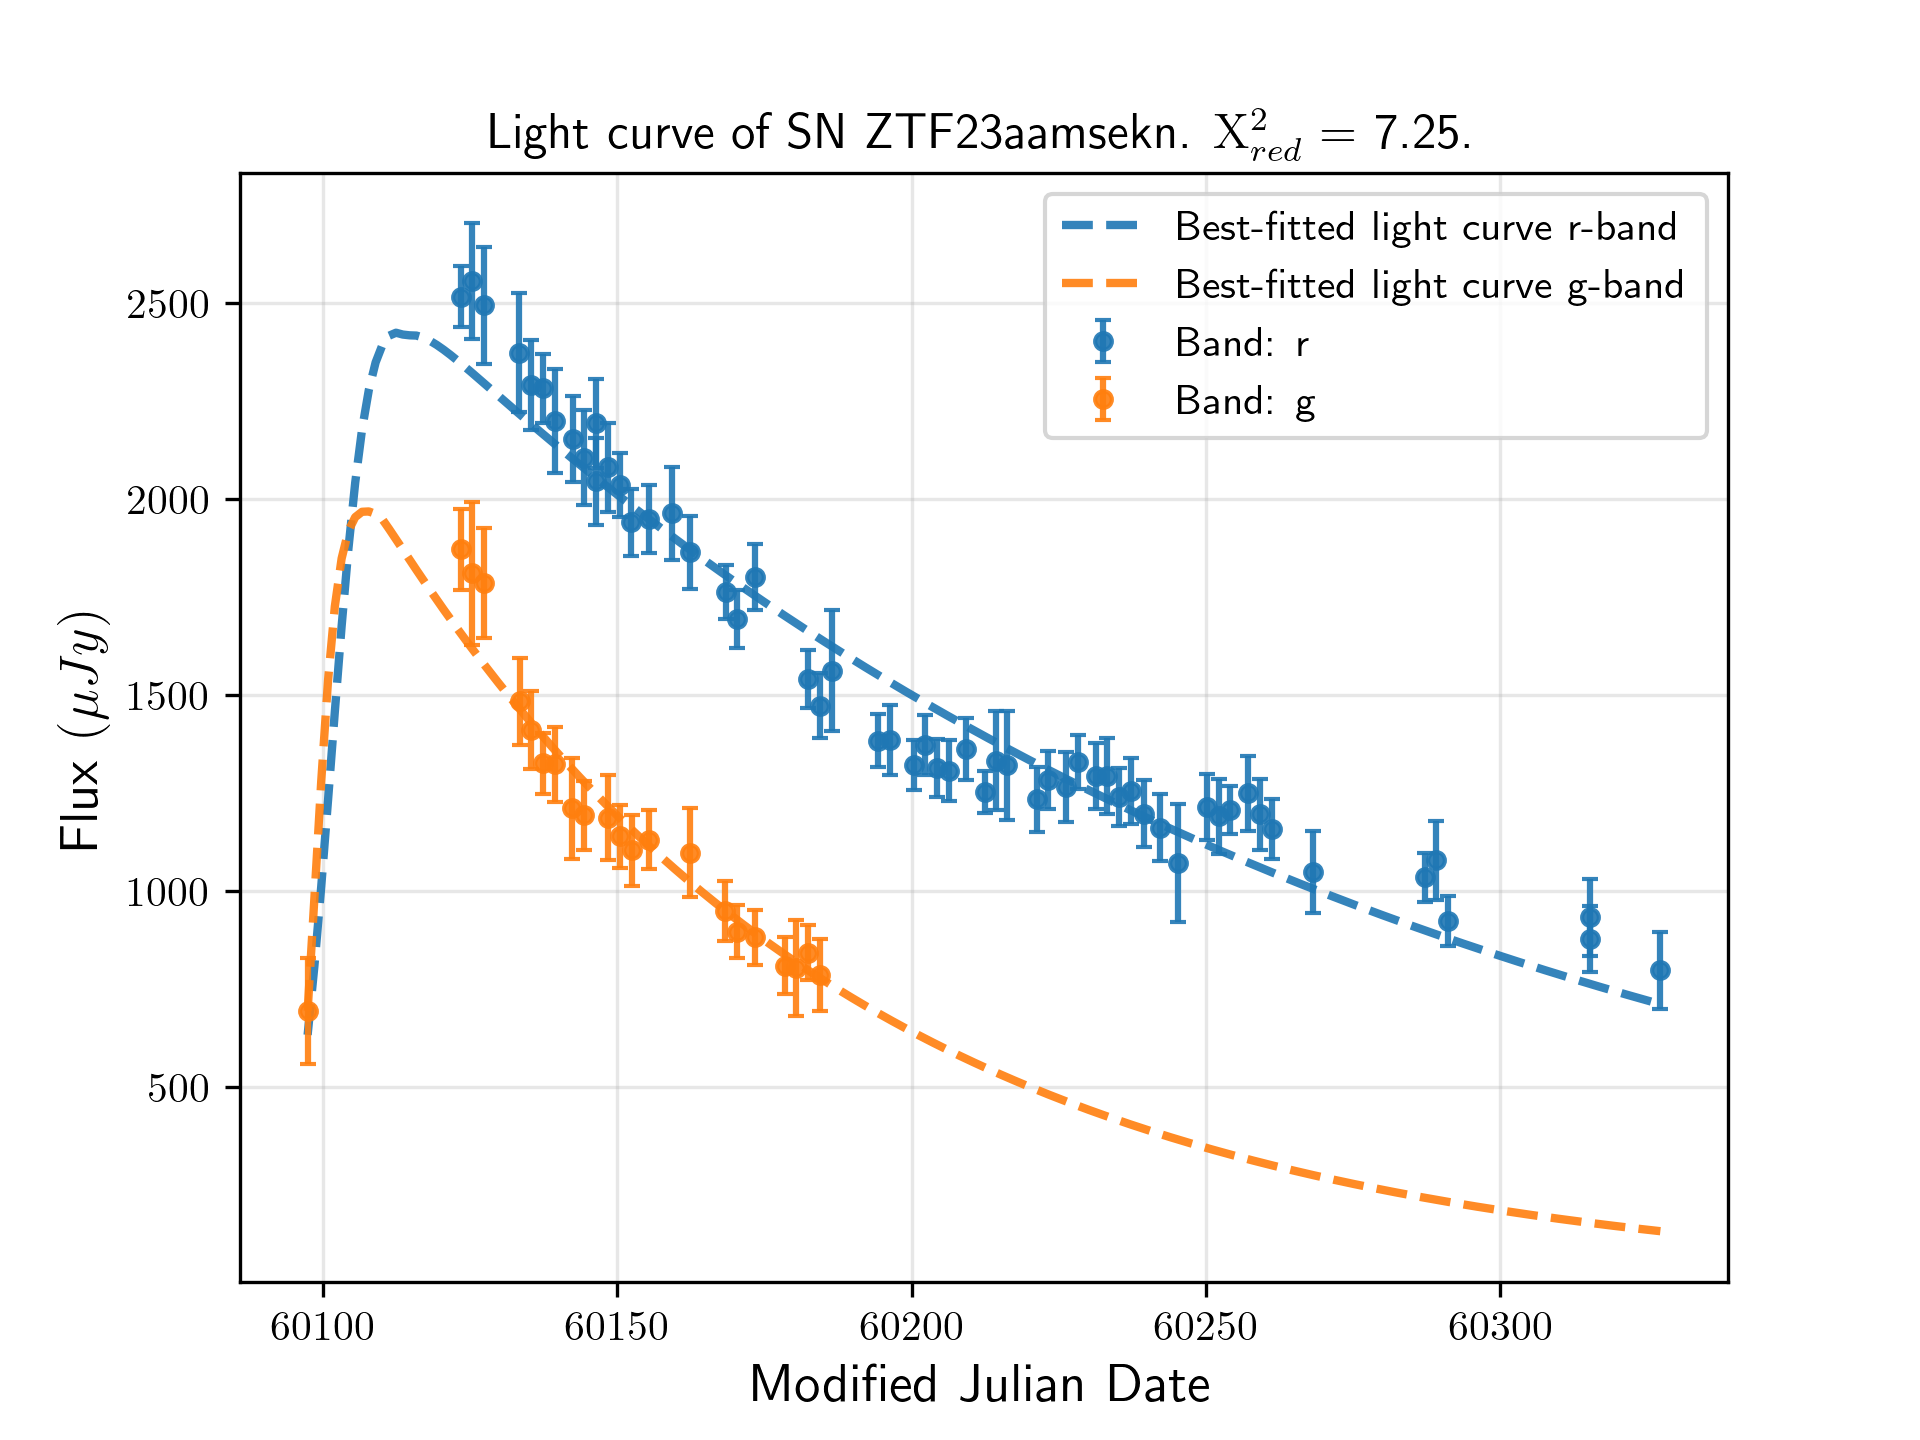 Light curve of SN ZTF23aamsekn. X²_red = 7.25.
Best-fitted light curve r-band
Best-fitted light curve g-band
Band: r
Band: g
Flux (μJy)
2500
2000
1500
1000
500
60100 60150 60200 60250 60300
Modified Julian Date